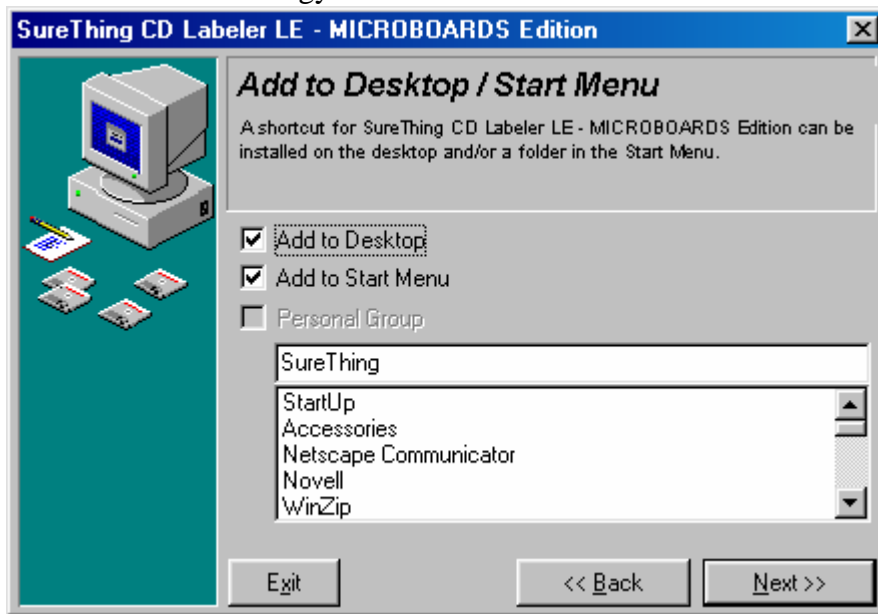 SureThing CD Labeler LE - MICROBOARDS Edition
Add to Desktop / Start Menu
A shortcut for SureThing CD Labeler LE - MICROBOARDS Edition can be
installed on the desktop and/or a folder in the Start Menu.
Add to Desktop
Add to Start Menu
Personal Group
SureThing
StartUp
Accessories
Netscape Communicator
Novell
WinZip
Exit
<< Back
Next >>